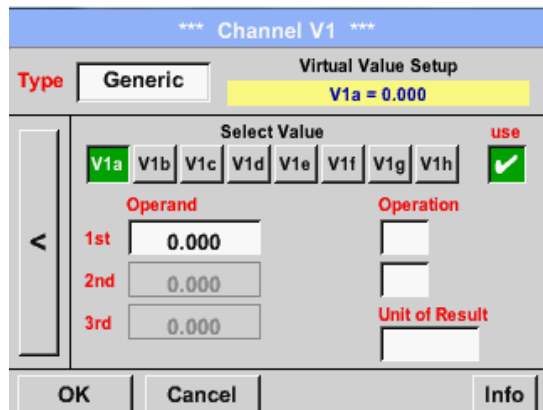 *** Channel V1 ***
Type Generic
Virtual Value Setup
V1a = 0.000
Select Value use
V1a V1b V1c V1d V1e V1f V1g V1h ✔
Operand Operation
< 1st 0.000
2nd 0.000
3rd 0.000
Unit of Result
OK Cancel Info